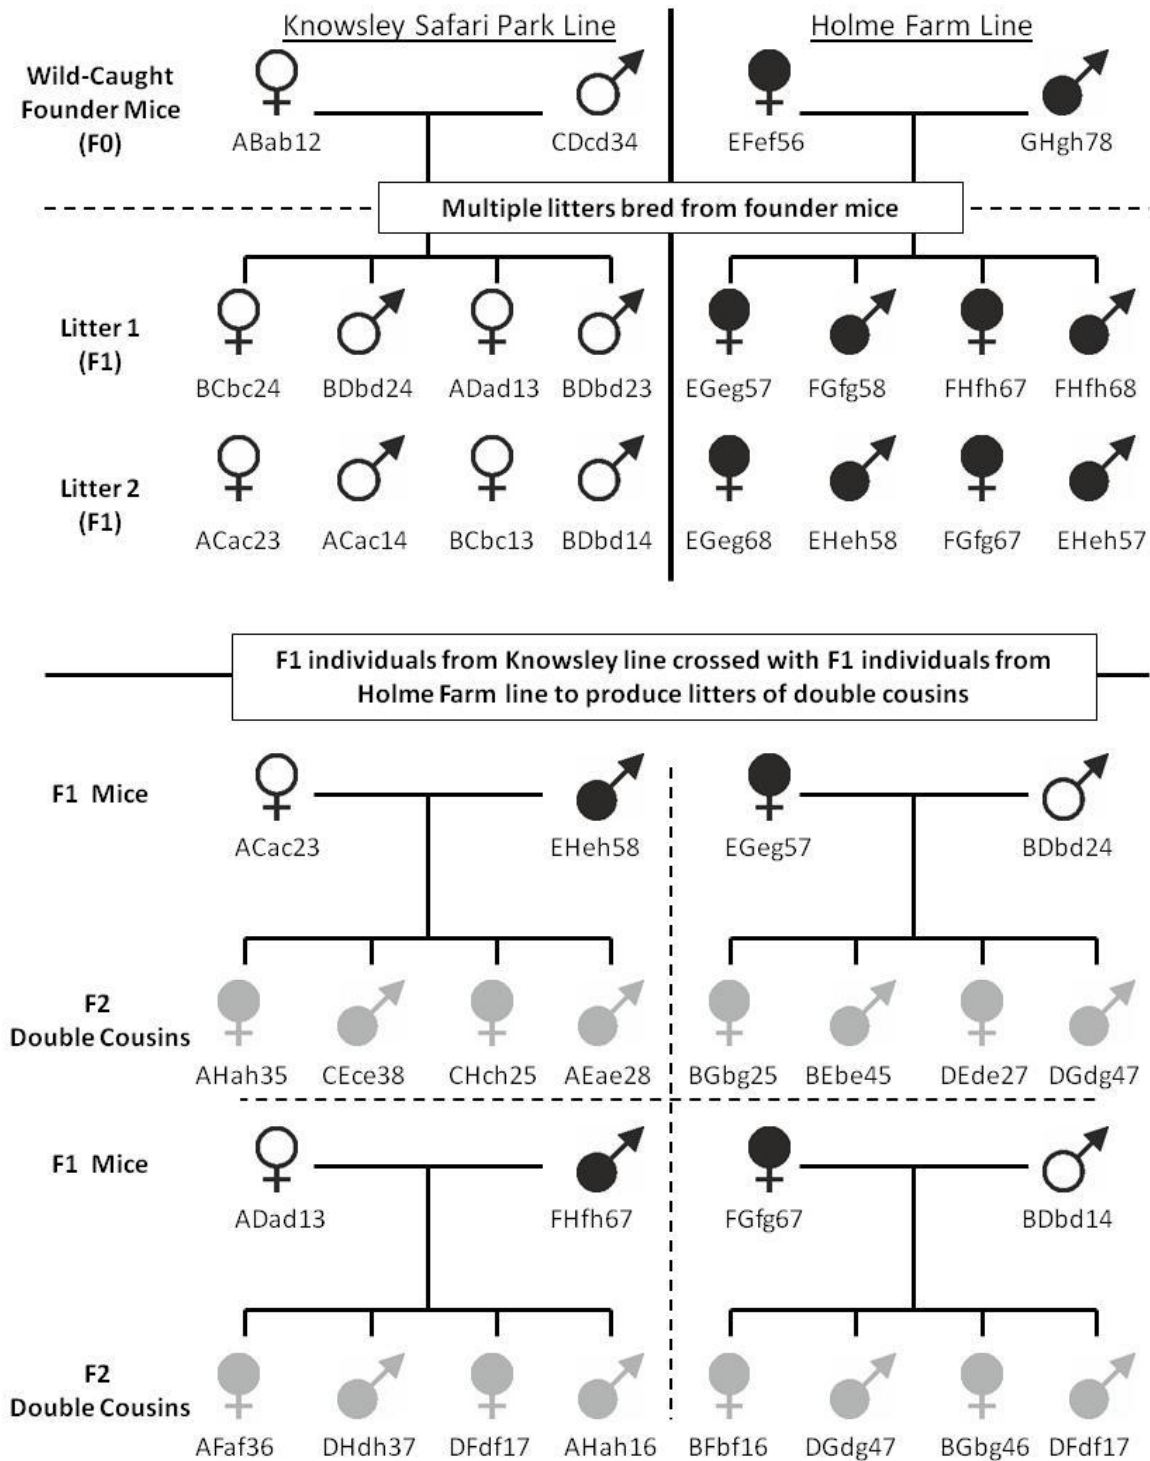 Knowsley Safari Park Line
Holme Farm Line
Wild-Caught
Founder Mice
(F0)
ABab12
CDcd34
EFef56
GHgh78
Multiple litters bred from founder mice
Litter 1
(F1)
BCbc24
BDbd24
ADad13
BDbd23
EGeg57
FGfg58
FHfh67
FHfh68
Litter 2
(F1)
ACac23
ACac14
BCbc13
BDbd14
EGeg68
EHeh58
FGfg67
EHeh57
F1 individuals from Knowsley line crossed with F1 individuals from
Holme Farm line to produce litters of double cousins
F1 Mice
ACac23
EHeh58
EGeg57
BDbd24
F2
Double Cousins
AHah35
CEce38
CHch25
AEae28
BGbg25
BEbe45
DEde27
DGdg47
F1 Mice
ADad13
FHfh67
FGfg67
BDbd14
F2
Double Cousins
AFaf36
DHdh37
DFdf17
AHah16
BFbf16
DGdg47
BGbg46
DFdf17